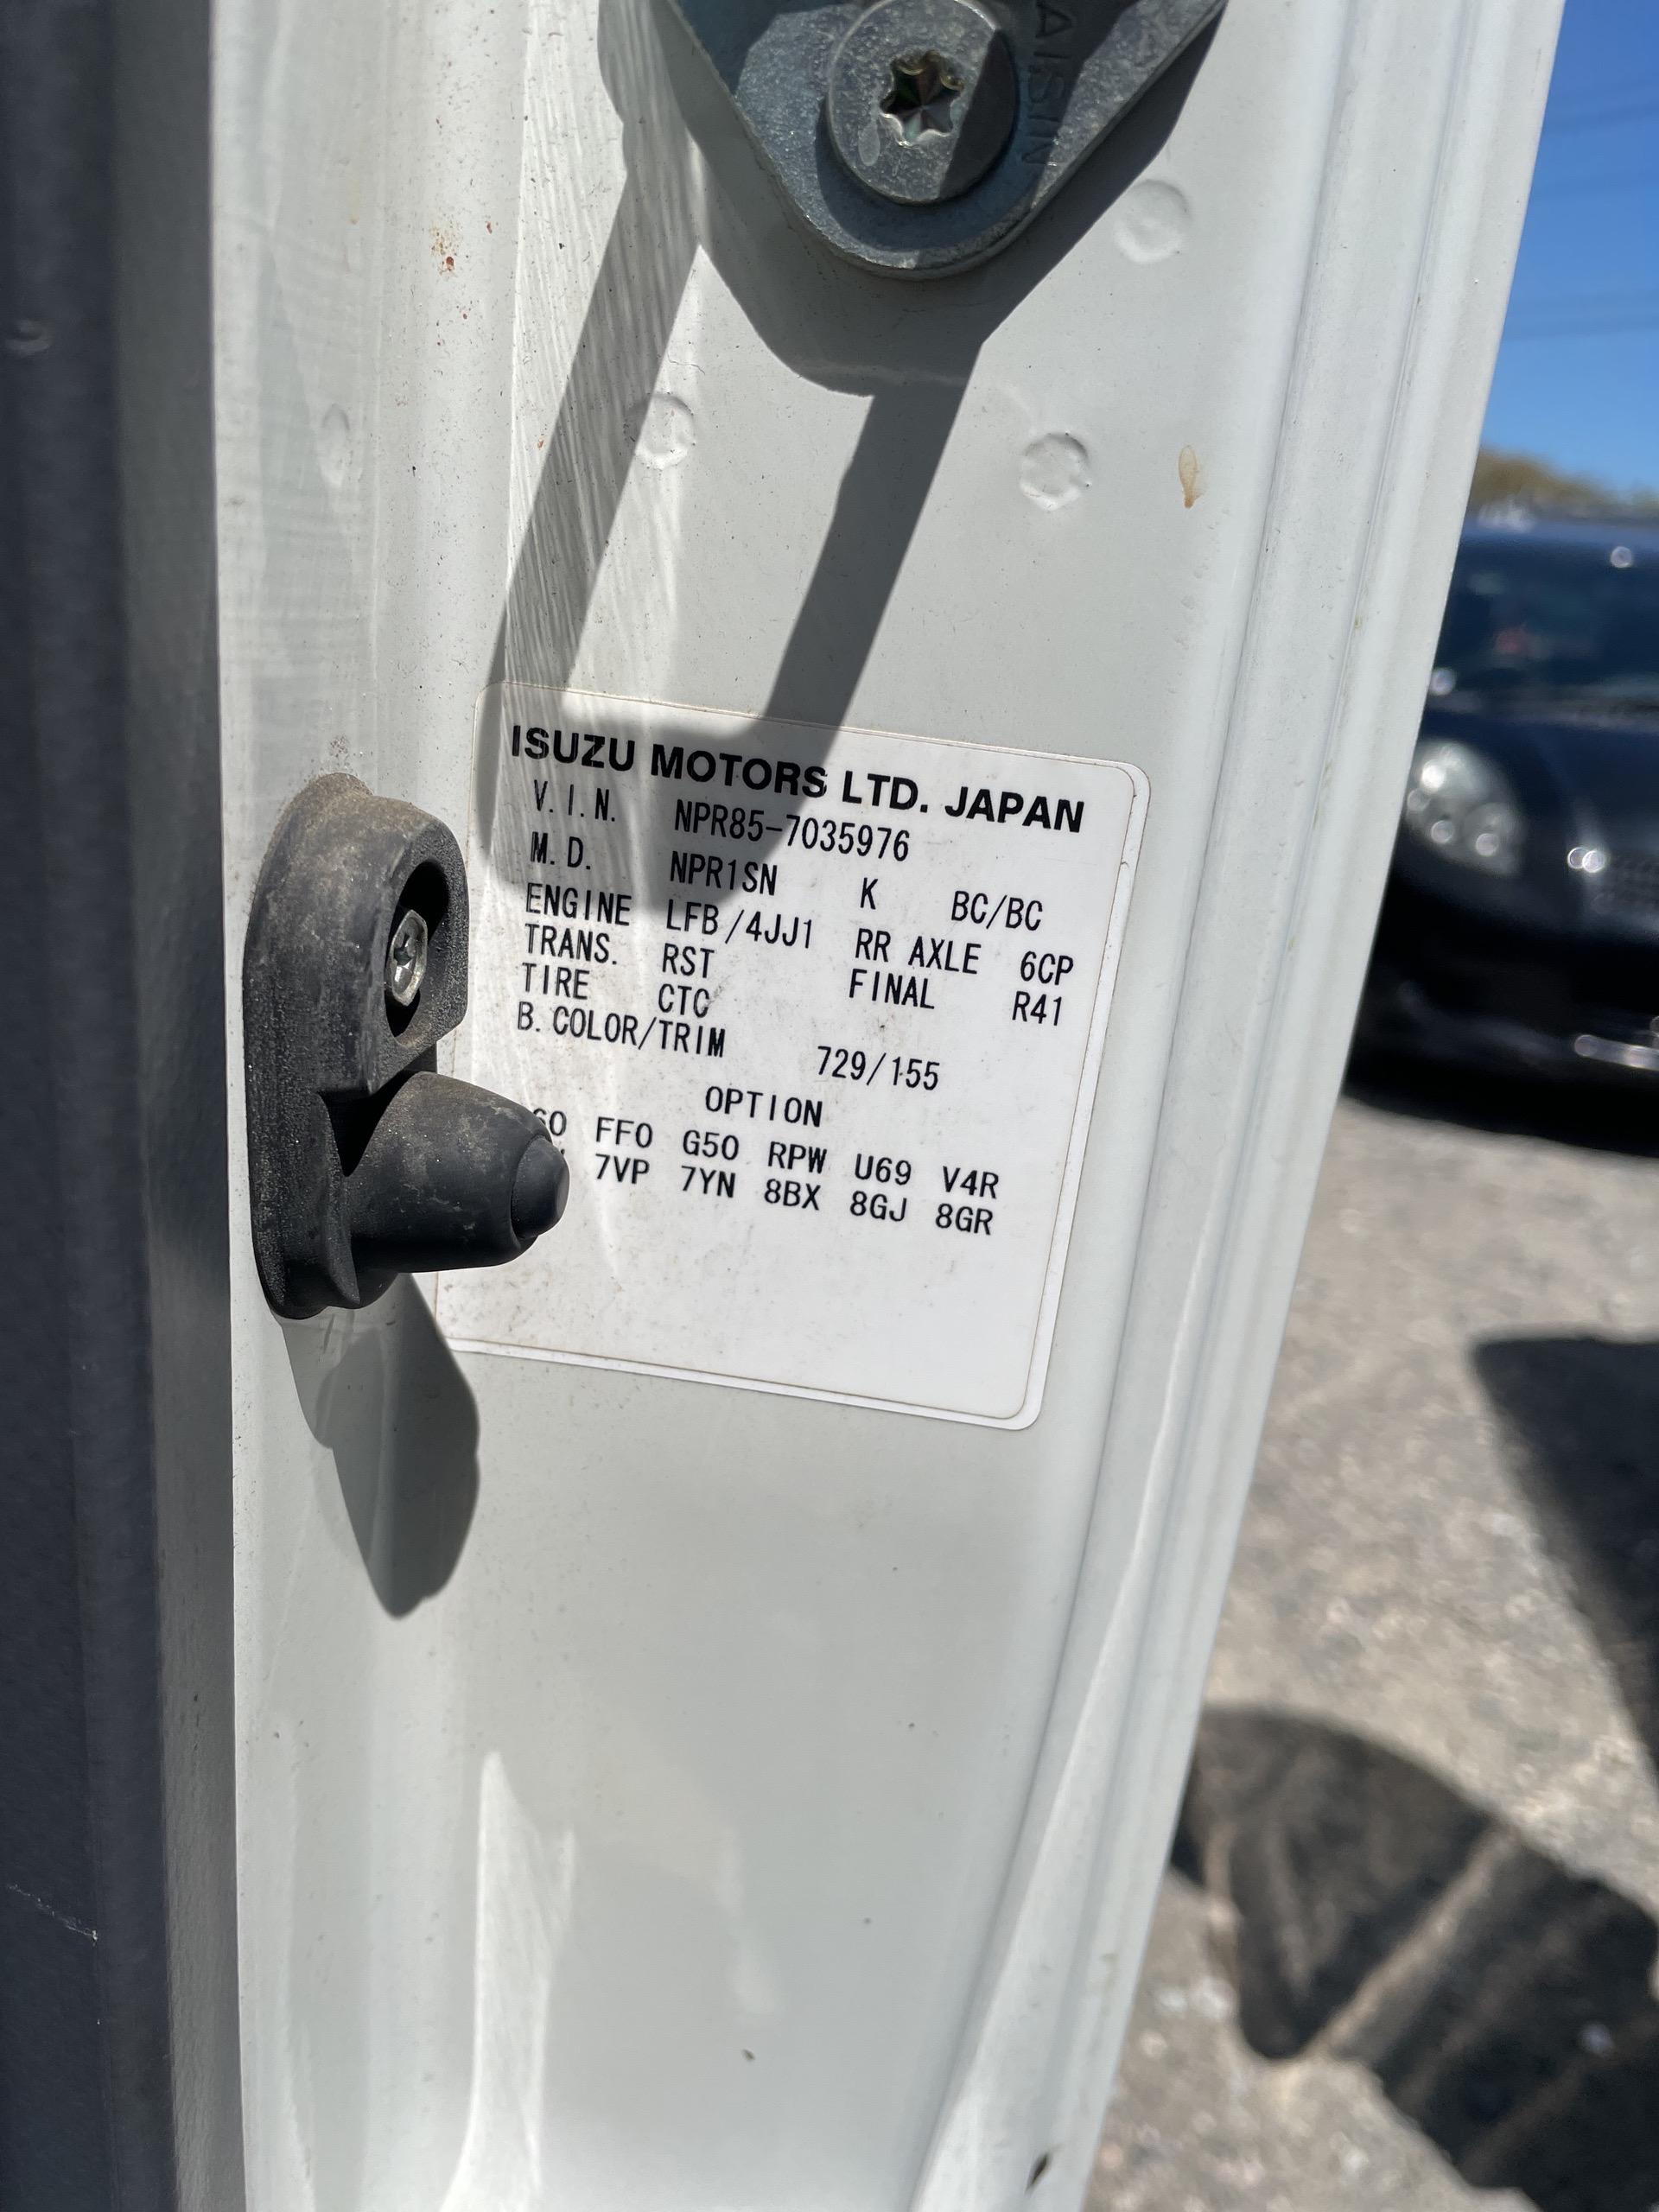 AISIN
ISUZU MOTORS LTD. JAPAN
V.I.N. NPR85-7035976
M.D. NPR1SN K BC/BC
ENGINE LFB/4JJ1 RR AXLE 6CP
TRANS. RST FINAL R41
TIRE CTC
B.COLOR/TRIM 729/155
OPTION
FF0 G50 RPW U69 V4R
7VP 7YN 8BX 8GJ 8GR